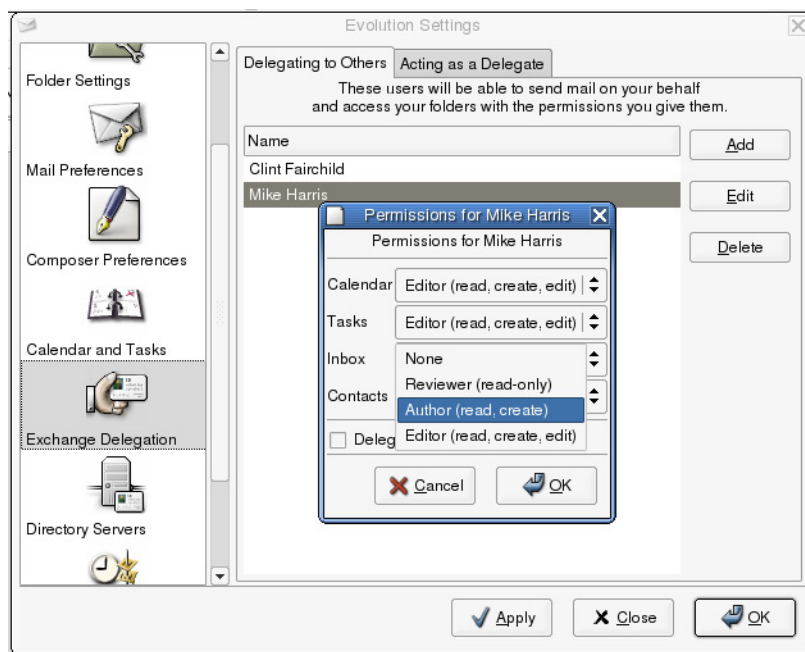 Evolution Settings
Folder Settings
Mail Preferences
Composer Preferences
Calendar and Tasks
Exchange Delegation
Directory Servers
Delegating to Others
Acting as a Delegate
These users will be able to send mail on your behalf
and access your folders with the permissions you give them.
Name
Clint Fairchild
Mike Harris
Add
Edit
Delete
Permissions for Mike Harris
Permissions for Mike Harris
Calendar
Editor (read, create, edit)
Tasks
Editor (read, create, edit)
Inbox
Contacts
None
Reviewer (read-only)
Author (read, create)
Editor (read, create, edit)
Deleg
Cancel
OK
Apply
Close
OK